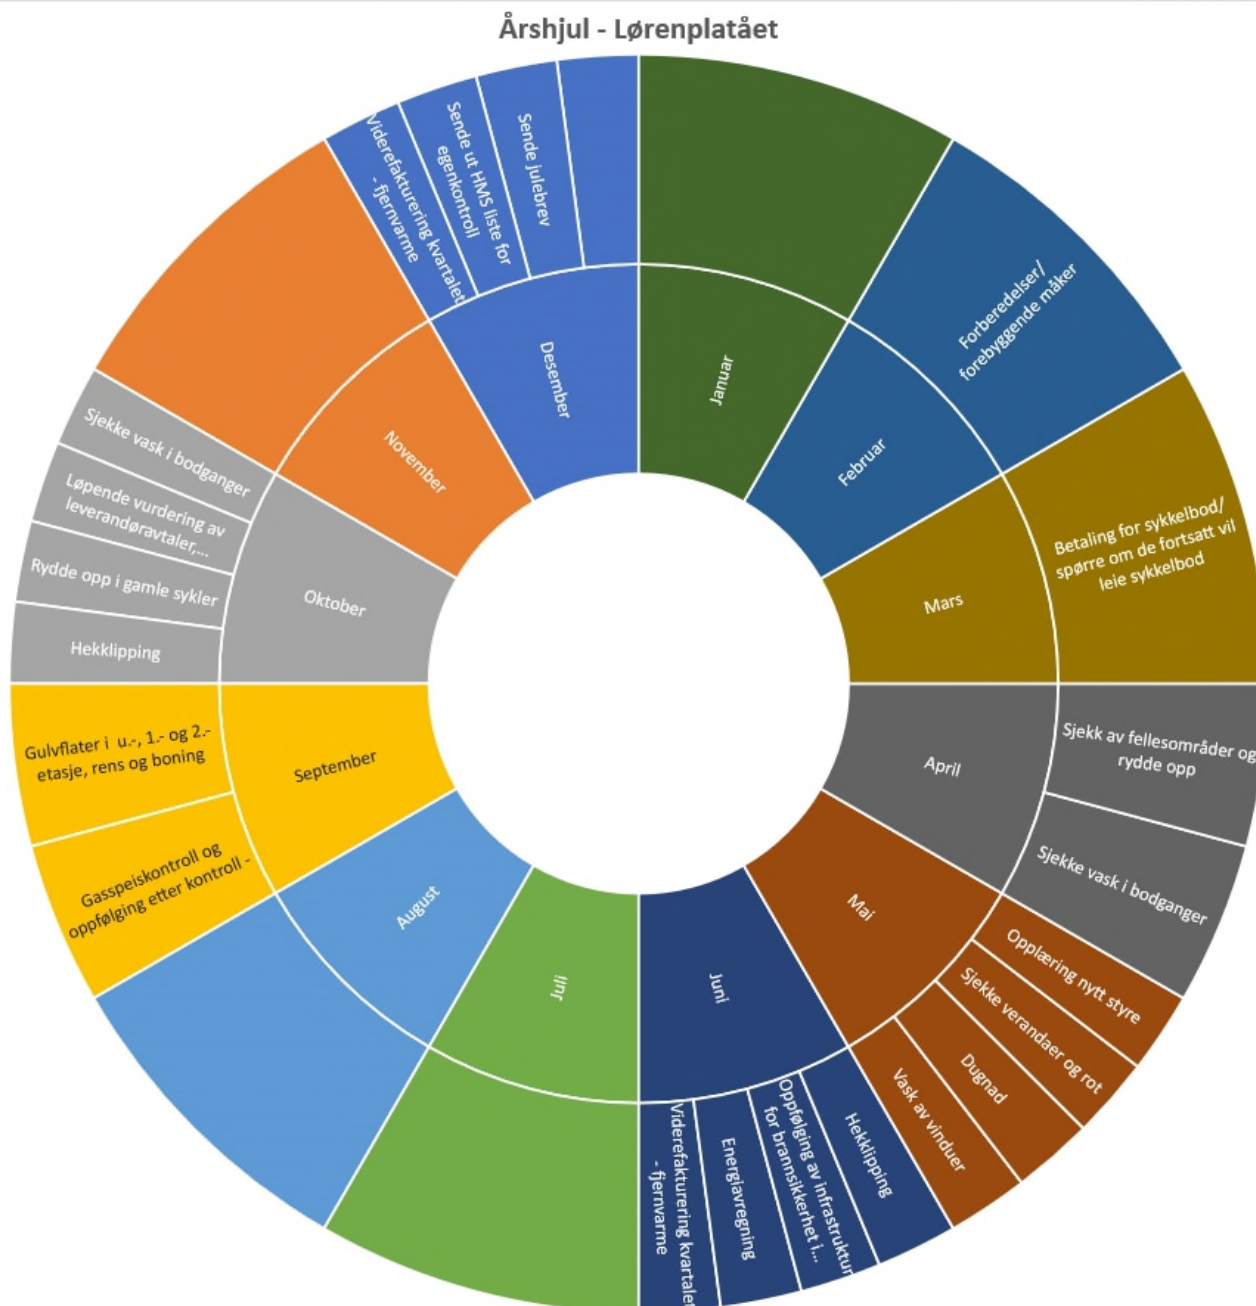 Årshjul - Lørenplatået
Januar
Februar
Forberedelser/
forebyggende måker
Mars
Betaling for sykkelbod/
spørre om de fortsatt vil
leie sykkelbod
April
Sjekk av fellesområder og
rydde opp
Sjekke vask i bodganger
Mai
Opplæring nytt styre
Sjekke verandaer og rot
Dugnad
Vask av vinduer
Juni
Hekklipping
Oppfølging av infrastruktur
for brannsikkerhet i...
Energiavregning
Viderefakturering kvartalet
- fjernvarme
Juli
August
September
Gasspeiskontroll og
oppfølging etter kontroll -
Gulvflater i u.-, 1.- og 2.-
etasje, rens og boning
Oktober
Hekklipping
Rydde opp i gamle sykler
Løpende vurdering av
leverandøravtaler,...
Sjekke vask i bodganger
November
Desember
Viderefakturering kvartalet
- fjernvarme
Sende ut HMS liste for
egenkontroll
Sende julebrev